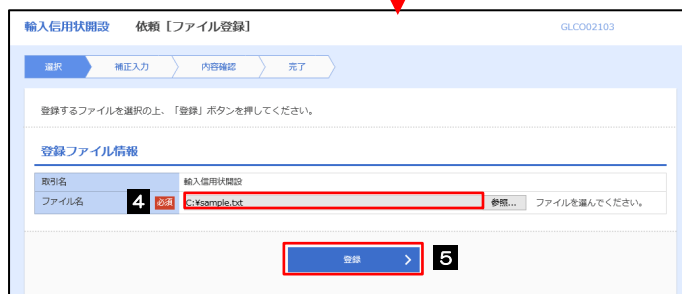 輸入信用状開設 依頼［ファイル登録］ GLCO02103
選択 補正入力 内容確認 完了
登録するファイルを選択の上、「登録」ボタンを押してください。
登録ファイル情報
取引名 輸入信用状開設
ファイル名 4 必須 C:¥sample.txt 参照... ファイルを選んでください。
登録 5